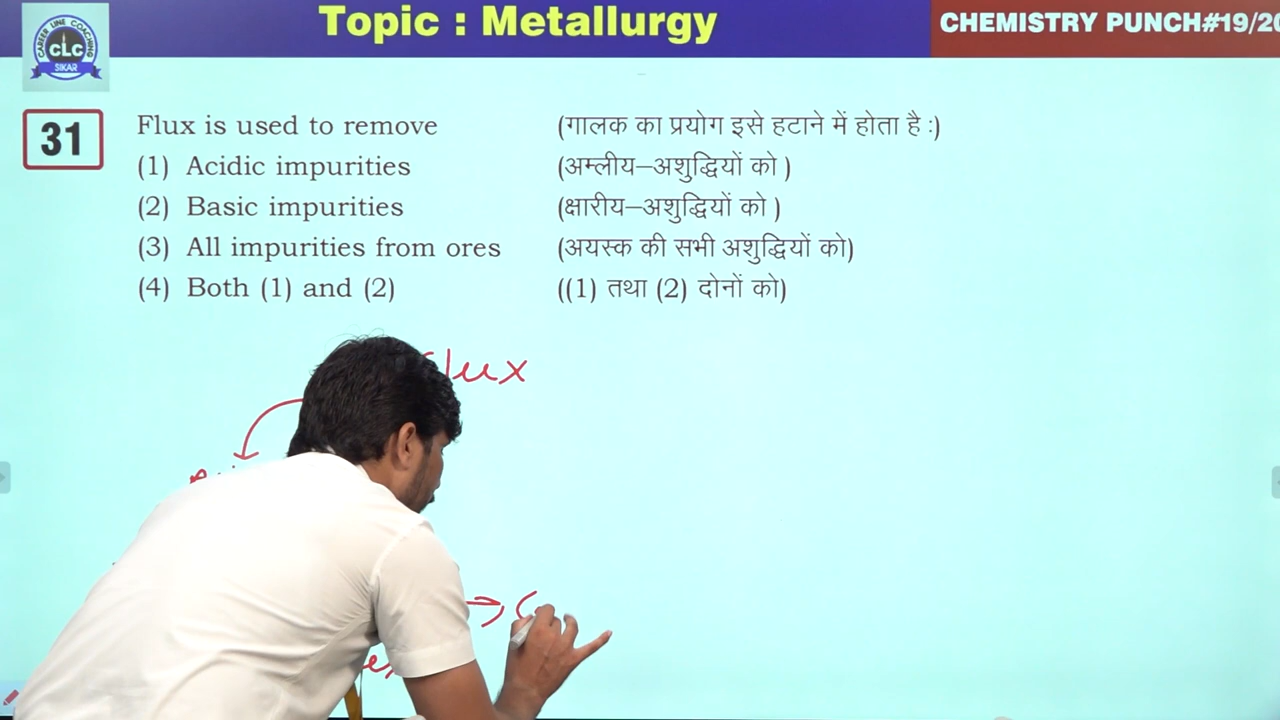 Topic : Metallurgy
CHEMISTRY PUNCH#19/20
CAREER LINE COACHING
CLC
SIKAR
31
Flux is used to remove (गालक का प्रयोग इसे हटाने में होता है :)
(1) Acidic impurities (अम्लीय–अशुद्धियों को )
(2) Basic impurities (क्षारीय–अशुद्धियों को )
(3) All impurities from ores (अयस्क की सभी अशुद्धियों को)
(4) Both (1) and (2) ((1) तथा (2) दोनों को)
flux